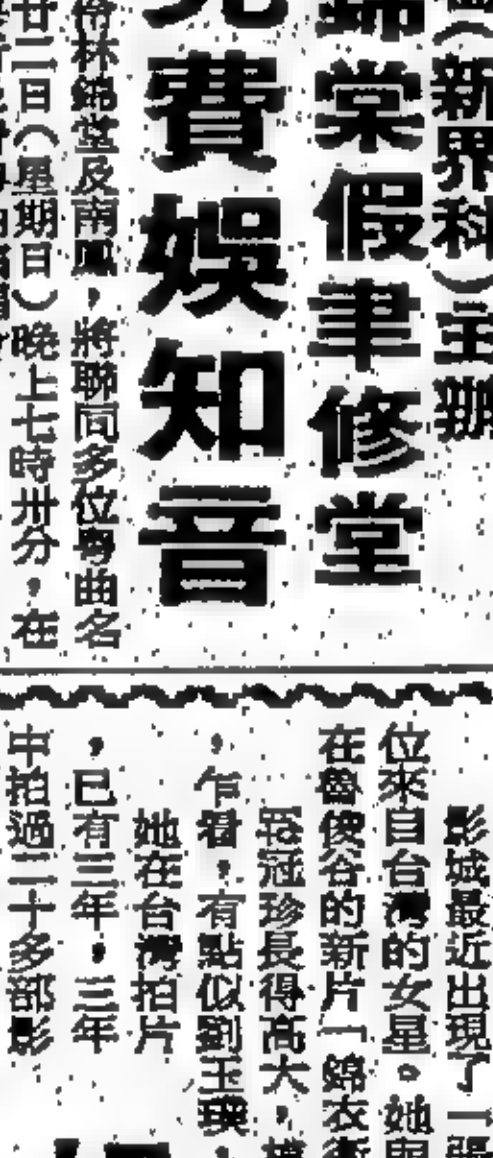 (新界科)主辦
錦棠假聿修堂
免費娛知音
林錦堂及南鳳,將聯同多位粵曲名
廿二日(星期日)晚上七時卅分,在
影城最近出現了一張
位來自台灣的女星。她與
在魯俊谷的新片「錦衣衛
冠珍長得高大,
,乍看,有點似劉玉璞,
她在台灣拍片
,已有三年,三年
中拍過二十多部影